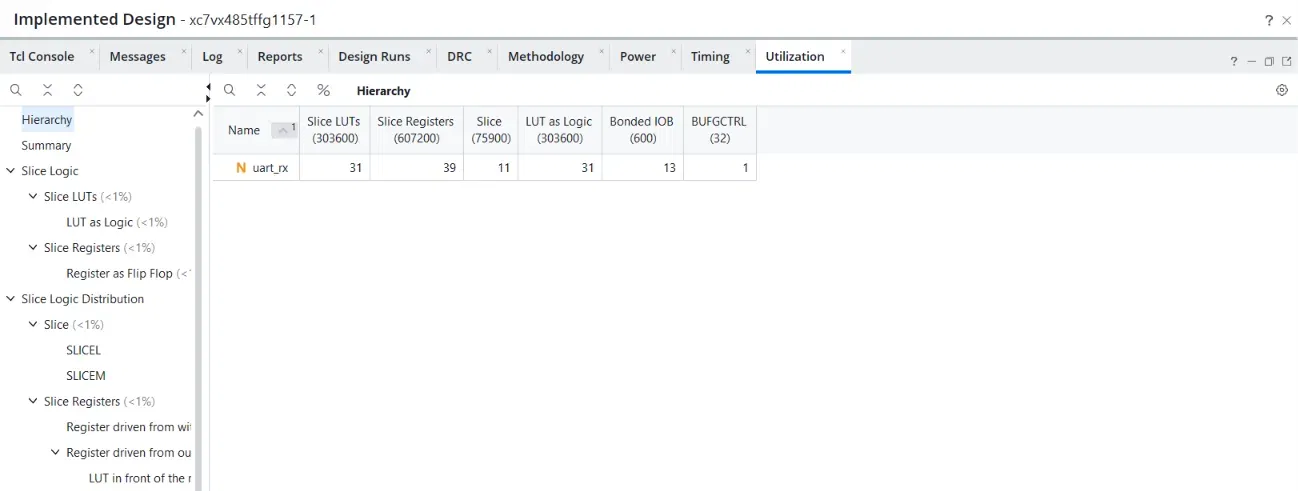 Implemented Design - xc7vx485tffg1157-1
? ×
Tcl Console Messages Log Reports Design Runs DRC Methodology Power Timing Utilization
Hierarchy
Summary
Slice Logic
Slice LUTs (<1%)
LUT as Logic (<1%)
Slice Registers (<1%)
Register as Flip Flop (<
Slice Logic Distribution
Slice (<1%)
SLICEL
SLICEM
Slice Registers (<1%)
Register driven from wi
Register driven from ou
LUT in front of the r
% Hierarchy
Name 1 Slice LUTs Slice Registers Slice LUT as Logic Bonded IOB BUFGCTRL
(303600) (607200) (75900) (303600) (600) (32)
N uart_rx 31 39 11 31 13 1